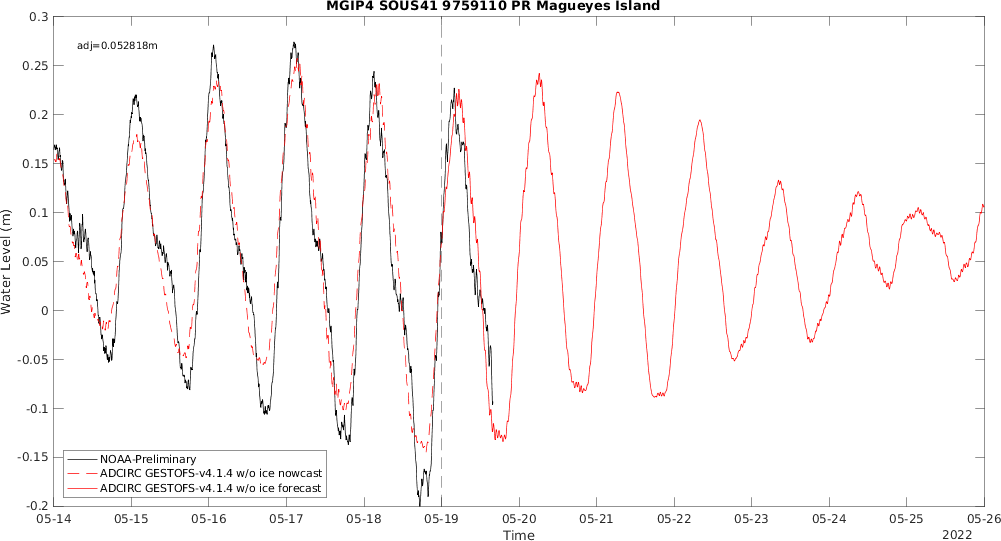 MGIP4 SOUS41 9759110 PR Magueyes Island
adj=0.052818m
Water Level (m)
0.3
0.25
0.2
0.15
0.1
0.05
0
-0.05
-0.1
-0.15
-0.2
NOAA-Preliminary
ADCIRC GESTOFS-v4.1.4 w/o ice nowcast
ADCIRC GESTOFS-v4.1.4 w/o ice forecast
05-14 05-15 05-16 05-17 05-18 05-19 05-20 05-21 05-22 05-23 05-24 05-25 05-26
Time
2022